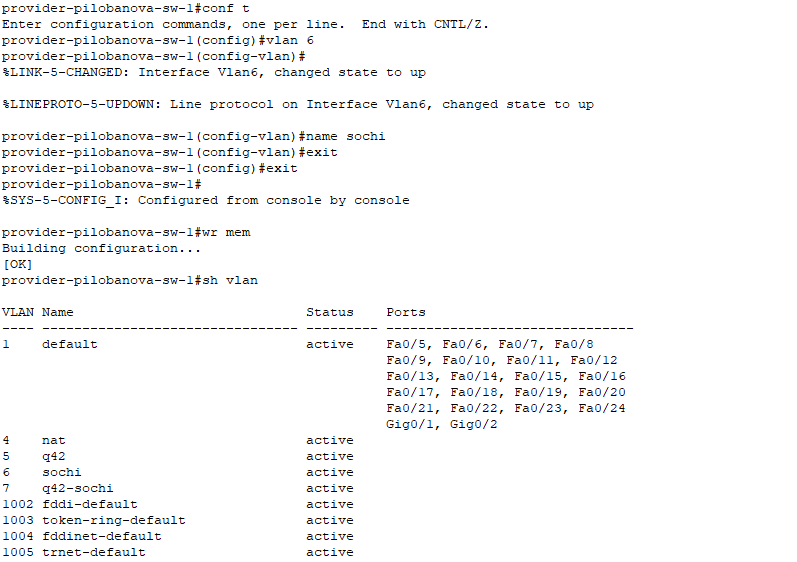 provider-pilobanova-sw-1#conf t
Enter configuration commands, one per line.  End with CNTL/Z.
provider-pilobanova-sw-1(config)#vlan 6
provider-pilobanova-sw-1(config-vlan)#
%LINK-5-CHANGED: Interface Vlan6, changed state to up
%LINEPROTO-5-UPDOWN: Line protocol on Interface Vlan6, changed state to up
provider-pilobanova-sw-1(config-vlan)#name sochi
provider-pilobanova-sw-1(config-vlan)#exit
provider-pilobanova-sw-1(config)#exit
provider-pilobanova-sw-1#
%SYS-5-CONFIG_I: Configured from console by console
provider-pilobanova-sw-1#wr mem
Building configuration...
[OK]
provider-pilobanova-sw-1#sh vlan
VLAN Name                             Status    Ports
---- -------------------------------- --------- -------------------------------
1    default                          active    Fa0/5, Fa0/6, Fa0/7, Fa0/8
                                                Fa0/9, Fa0/10, Fa0/11, Fa0/12
                                                Fa0/13, Fa0/14, Fa0/15, Fa0/16
                                                Fa0/17, Fa0/18, Fa0/19, Fa0/20
                                                Fa0/21, Fa0/22, Fa0/23, Fa0/24
                                                Gig0/1, Gig0/2
4    nat                              active
5    q42                              active
6    sochi                            active
7    q42-sochi                        active
1002 fddi-default                     active
1003 token-ring-default               active
1004 fddinet-default                  active
1005 trnet-default                    active